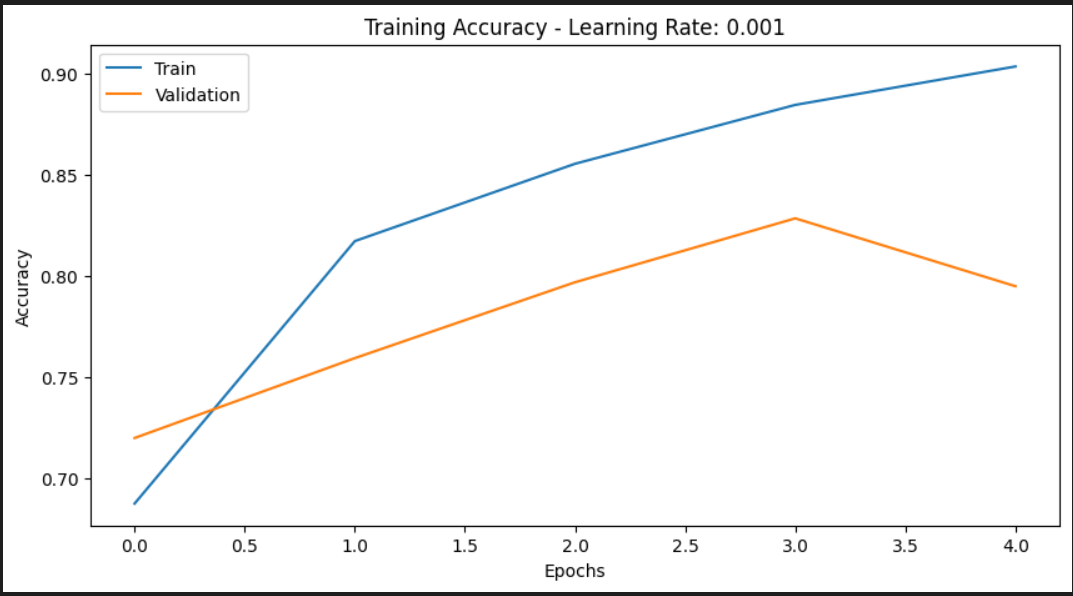 Training Accuracy - Learning Rate: 0.001
Train
Validation
Accuracy
0.90
0.85
0.80
0.75
0.70
0.0 0.5 1.0 1.5 2.0 2.5 3.0 3.5 4.0
Epochs